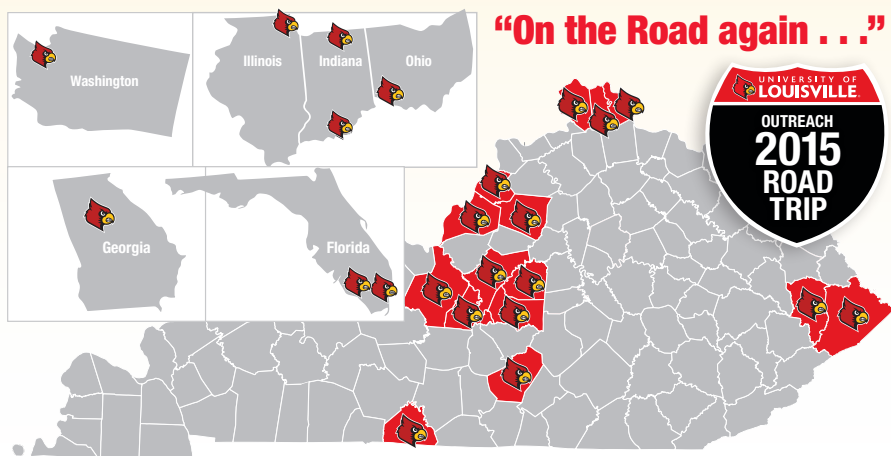 "On the Road again . . ."
Washington
Illinois
Indiana
Ohio
Georgia
Florida
UNIVERSITY OF
LOUISVILLE.
OUTREACH
2015
ROAD
TRIP